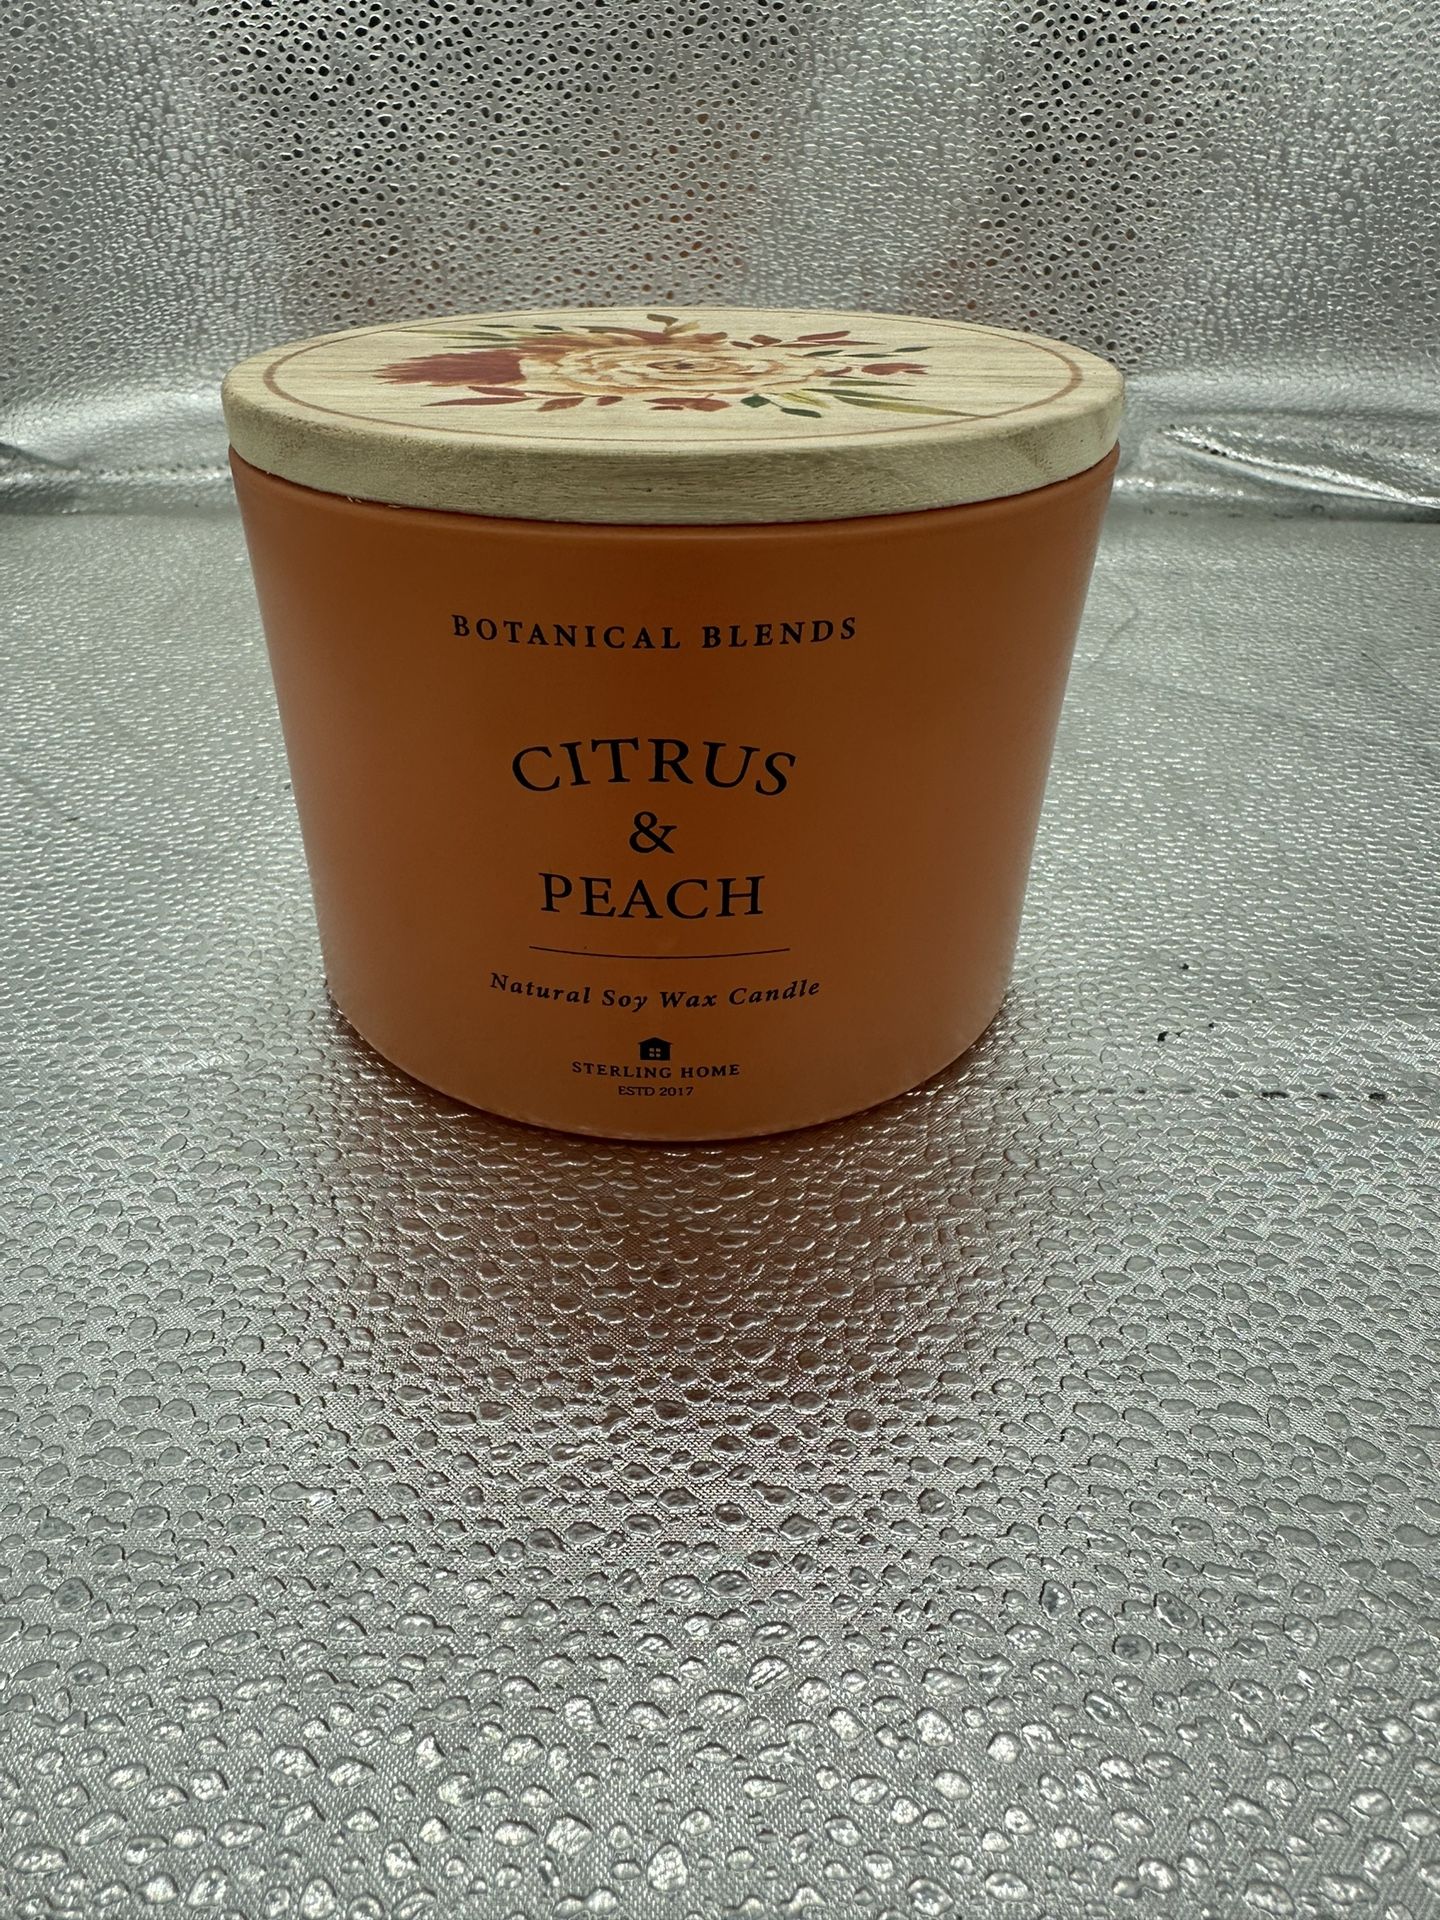 BOTANICAL BLENDS
CITRUS
&
PEACH
Natural Soy Wax Candle
STERLING HOME
ESTD 2017